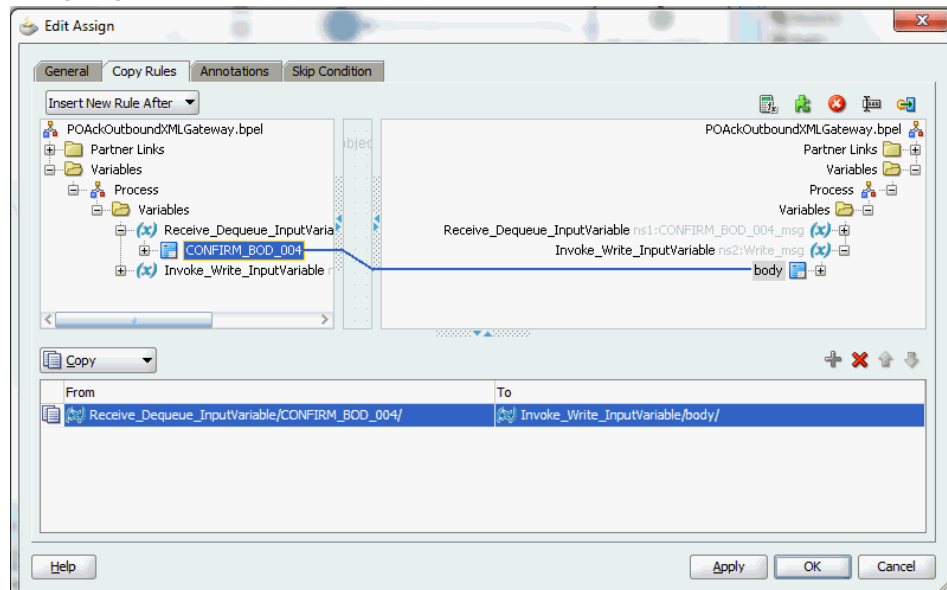 Edit Assign
General Copy Rules Annotations Skip Condition
Insert New Rule After
POAckOutboundXMLGateway.bpel
Partner Links
Variables
Process
Variables
Receive_Dequeue_InputVaria
CONFIRM_BOD_004
Invoke_Write_InputVariable
POAckOutboundXMLGateway.bpel
Partner Links
Variables
Process
Variables
Receive_Dequeue_InputVariable ns1:CONFIRM_BOD_004_msg
Invoke_Write_InputVariable ns2:Write_msg
body
Copy
From To
Receive_Dequeue_InputVariable/CONFIRM_BOD_004/ Invoke_Write_InputVariable/body/
Help Apply OK Cancel